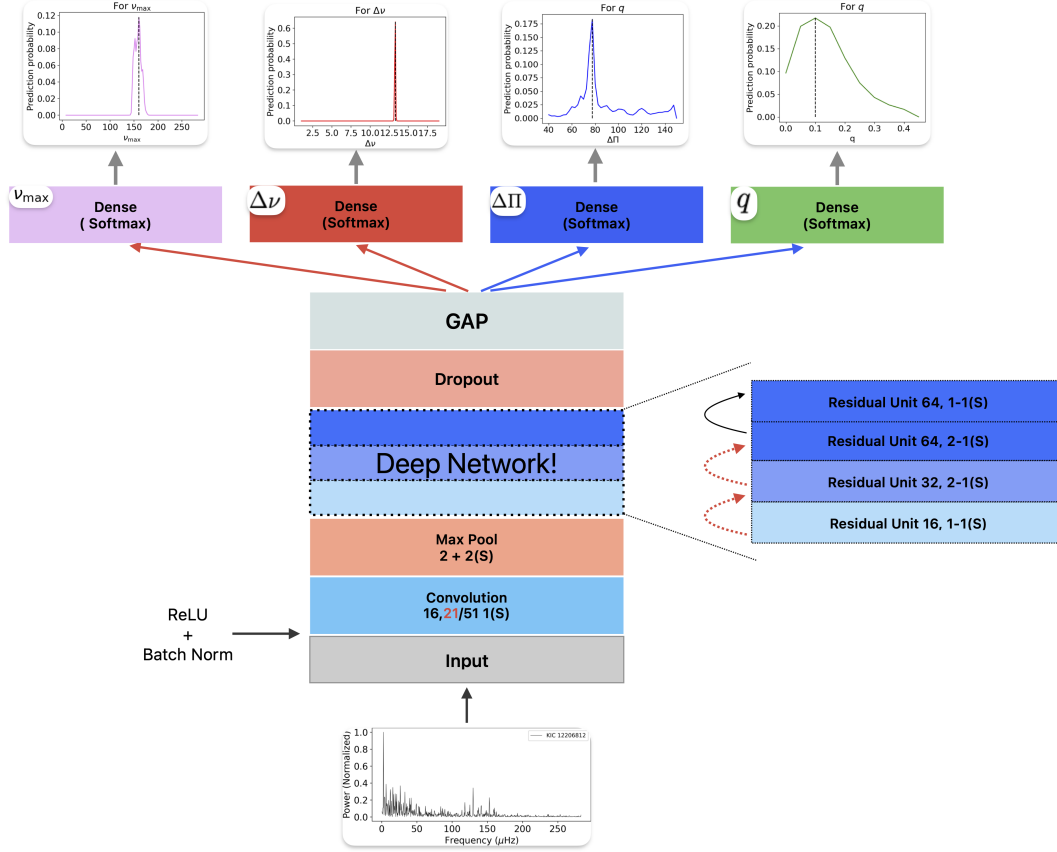 For νmax
Prediction probability
0.12
0.10
0.08
0.06
0.04
0.02
0.00
0 50 100 150 200 250
νmax
For Δν
Prediction probability
0.6
0.5
0.4
0.3
0.2
0.1
0.0
2.5 5.0 7.5 10.0 12.5 15.0 17.5
Δν
For q
Prediction probability
0.175
0.150
0.125
0.100
0.075
0.050
0.025
0.000
40 60 80 100 120 140
ΔΠ
For q
Prediction probability
0.20
0.15
0.10
0.05
0.00
0.0 0.1 0.2 0.3 0.4
q
νmax
Dense
( Softmax)
Δν
Dense
(Softmax)
ΔΠ
Dense
(Softmax)
q
Dense
(Softmax)
GAP
Dropout
Deep Network!
Residual Unit 64, 1-1(S)
Residual Unit 64, 2-1(S)
Residual Unit 32, 2-1(S)
Residual Unit 16, 1-1(S)
Max Pool
2 + 2(S)
Convolution
16,21/51 1(S)
ReLU
+
Batch Norm
Input
Power (Normalized)
1.0
0.8
0.6
0.4
0.2
0.0
KIC 12206812
0 50 100 150 200 250
Frequency (μHz)